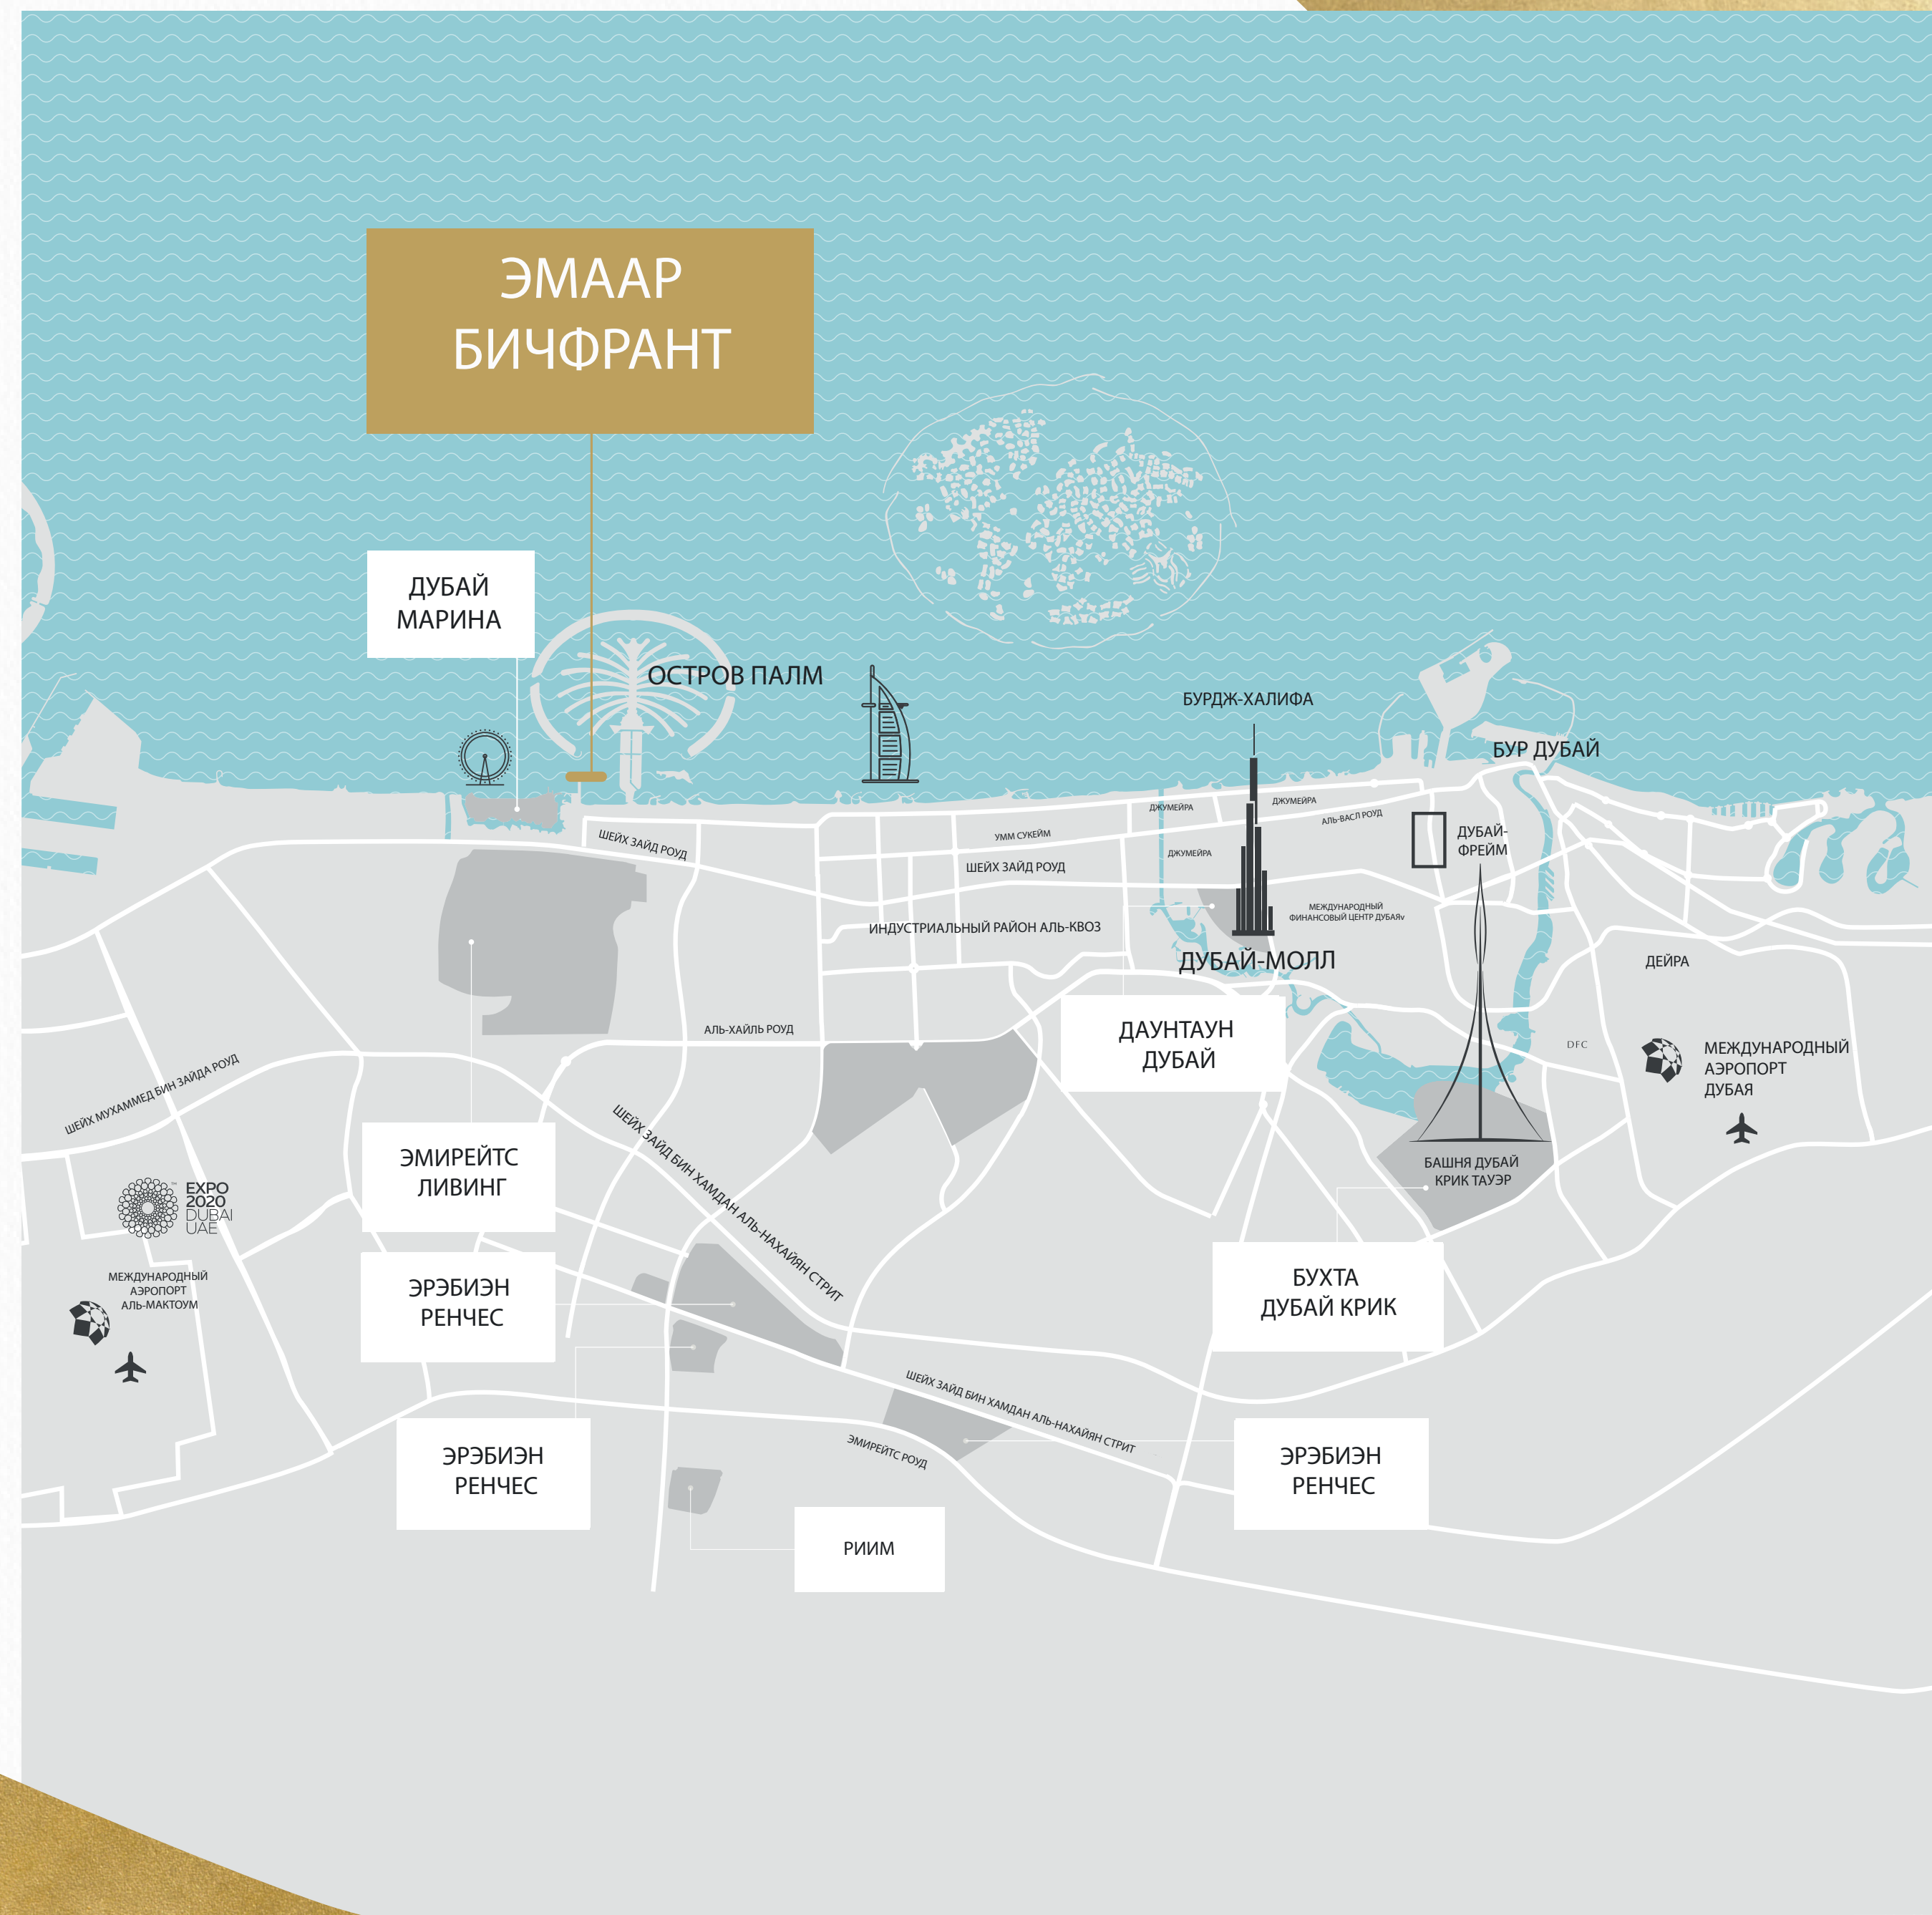 ЭМААР
БИЧФРАНТ
ДУБАЙ
МАРИНА
ОСТРОВ ПАЛМ
БУРДЖ-ХАЛИФА
БУР ДУБАЙ
ДЖУМЕЙРА
ДЖУМЕЙРА
АЛЬ-ВАСЛ РОУД
УММ СУКЕЙМ
ШЕЙХ ЗАЙД РОУД
ДЖУМЕЙРА
ДУБАЙ-
ФРЕЙМ
ШЕЙХ ЗАЙД РОУД
МЕЖДУНАРОДНЫЙ
ФИНАНСОВЫЙ ЦЕНТР ДУБАЯv
ИНДУСТРИАЛЬНЫЙ РАЙОН АЛЬ-КВОЗ
ДУБАЙ-МОЛЛ
ДЕЙРА
АЛЬ-ХАЙЛЬ РОУД
ДАУНТАУН
ДУБАЙ
DFC
МЕЖДУНАРОДНЫЙ
АЭРОПОРТ
ДУБАЯ
ШЕЙХ МУХАММЕД БИН ЗАЙДА РОУД
ЭМИРЕЙТС
ЛИВИНГ
ШЕЙХ ЗАЙД БИН ХАМДАН АЛЬ-НАХАЙЯН СТРИТ
БАШНЯ ДУБАЙ
КРИК ТАУЭР
EXPO
2020
DUBAI
UAE
TM
МЕЖДУНАРОДНЫЙ
АЭРОПОРТ
АЛЬ-МАКТОУМ
ЭРЭБИЭН
РЕНЧЕС
БУХТА
ДУБАЙ КРИК
ШЕЙХ ЗАЙД БИН ХАМДАН АЛЬ-НАХАЙЯН СТРИТ
ЭМИРЕЙТС РОУД
ЭРЭБИЭН
РЕНЧЕС
ЭРЭБИЭН
РЕНЧЕС
РИИМ